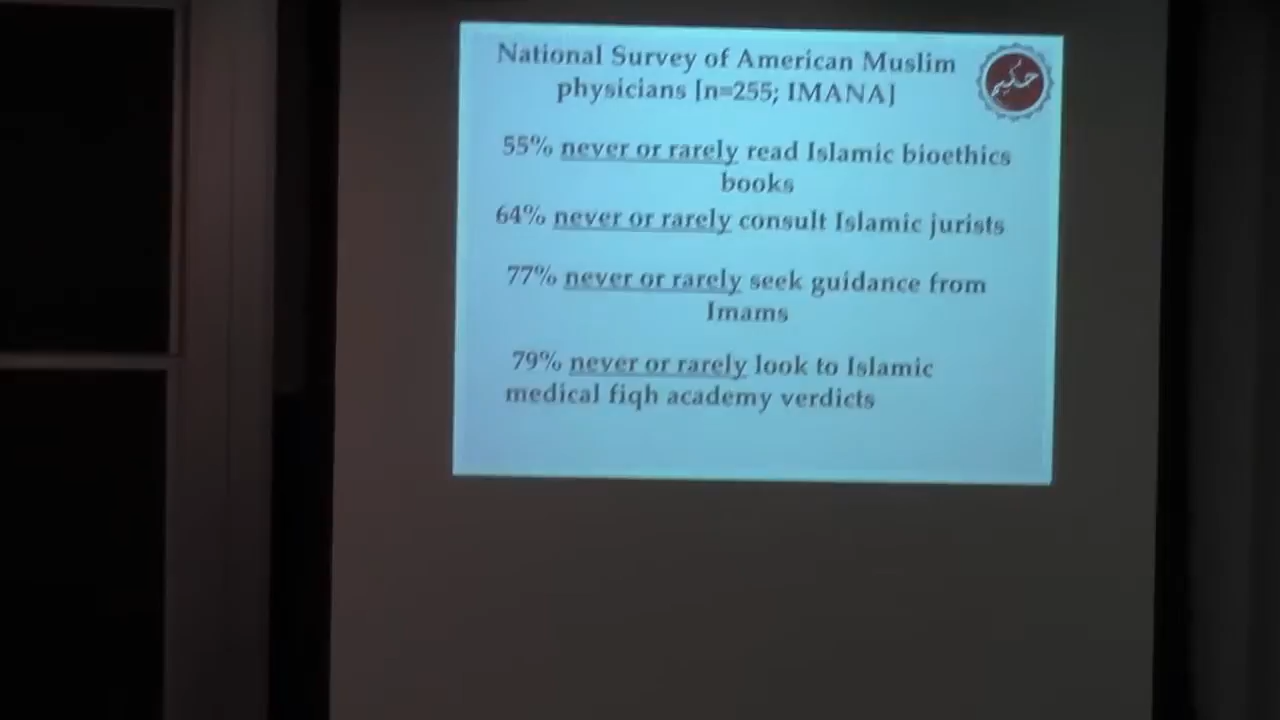 National Survey of American Muslim
physicians [n=255; IMANA]
حكيم
55% never or rarely read Islamic bioethics
books
64% never or rarely consult Islamic jurists
77% never or rarely seek guidance from
Imams
79% never or rarely look to Islamic
medical fiqh academy verdicts